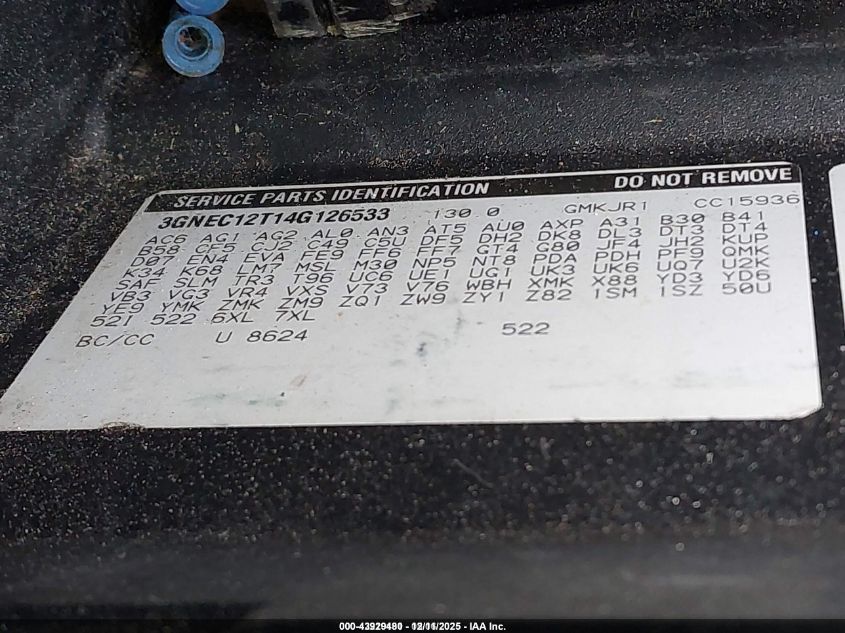 SERVICE PARTS IDENTIFICATION DO NOT REMOVE
3GNEC12T14G126533 130.0 GMKJR1 CC15936
AC6 AG1 AG2 AL0 AN3 AT5 AU0 AXP A31 B30 B41
B58 CF5 CJ2 C49 C5U DF5 DH2 DK8 DL3 DT3 DT4
D07 EN4 EVA FE9 FF6 FF7 GT4 G80 JF4 JH2 KUP
K34 K68 LM7 MSL M30 NP5 NT8 PDA PDH PF9 QMK
SAF SLM TR3 T96 UC6 UE1 UG1 UK3 UK6 UQ7 U2K
VB3 VG3 VR4 VXS V73 V76 WBH XMK X88 YD3 YD6
YE9 YMK ZMK ZM9 ZQ1 ZW9 ZY1 Z82 1SM 1SZ 50U
521 522 6XL 7XL
BC/CC U 8624 522
12/11/2025 - IAA Inc.